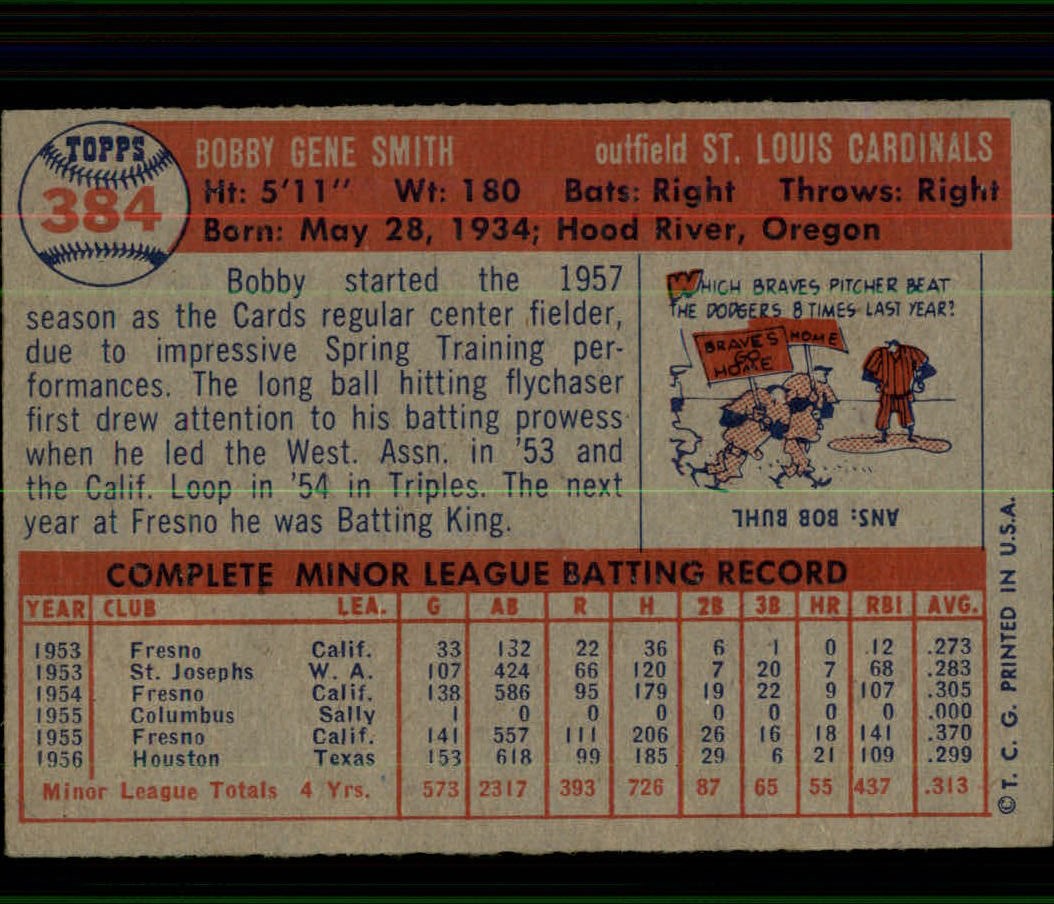 TOPPS
384
BOBBY GENE SMITH outfield ST. LOUIS CARDINALS
Ht: 5'11" Wt: 180 Bats: Right Throws: Right
Born: May 28, 1934; Hood River, Oregon
Bobby started the 1957
season as the Cards regular center fielder,
due to impressive Spring Training per-
formances. The long ball hitting flychaser
first drew attention to his batting prowess
when he led the West. Assn. in '53 and
the Calif. Loop in '54 in Triples. The next
year at Fresno he was Batting King.
WHICH BRAVES PITCHER BEAT
THE DODGERS 8 TIMES LAST YEAR?
BRAVES
GO
HOME
HOME
ANS: BOB BUHL
COMPLETE MINOR LEAGUE BATTING RECORD
YEAR CLUB LEA. G AB R H 2B 3B HR RBI AVG.
1953 Fresno Calif. 33 132 22 36 6 1 0 12 .273
1953 St. Josephs W. A. 107 424 66 120 7 20 7 68 .283
1954 Fresno Calif. 138 586 95 179 19 22 9 107 .305
1955 Columbus Sally 1 0 0 0 0 0 0 0 .000
1955 Fresno Calif. 141 557 111 206 26 16 18 141 .370
1956 Houston Texas 153 618 99 185 29 6 21 109 .299
Minor League Totals 4 Yrs. 573 2317 393 726 87 65 55 437 .313
© T. C. G. PRINTED IN U.S.A.